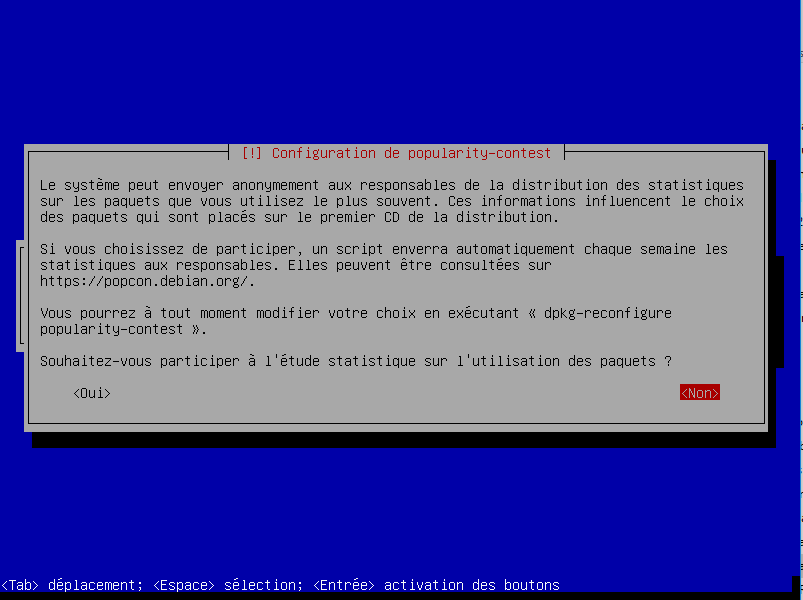 [!] Configuration de popularity-contest
Le système peut envoyer anonymement aux responsables de la distribution des statistiques
sur les paquets que vous utilisez le plus souvent. Ces informations influencent le choix
des paquets qui sont placés sur le premier CD de la distribution.
Si vous choisissez de participer, un script enverra automatiquement chaque semaine les
statistiques aux responsables. Elles peuvent être consultées sur
https://popcon.debian.org/.
Vous pourrez à tout moment modifier votre choix en exécutant « dpkg-reconfigure
popularity-contest ».
Souhaitez-vous participer à l'étude statistique sur l'utilisation des paquets ?
<Oui> <Non>
<Tab> déplacement; <Espace> sélection; <Entrée> activation des boutons